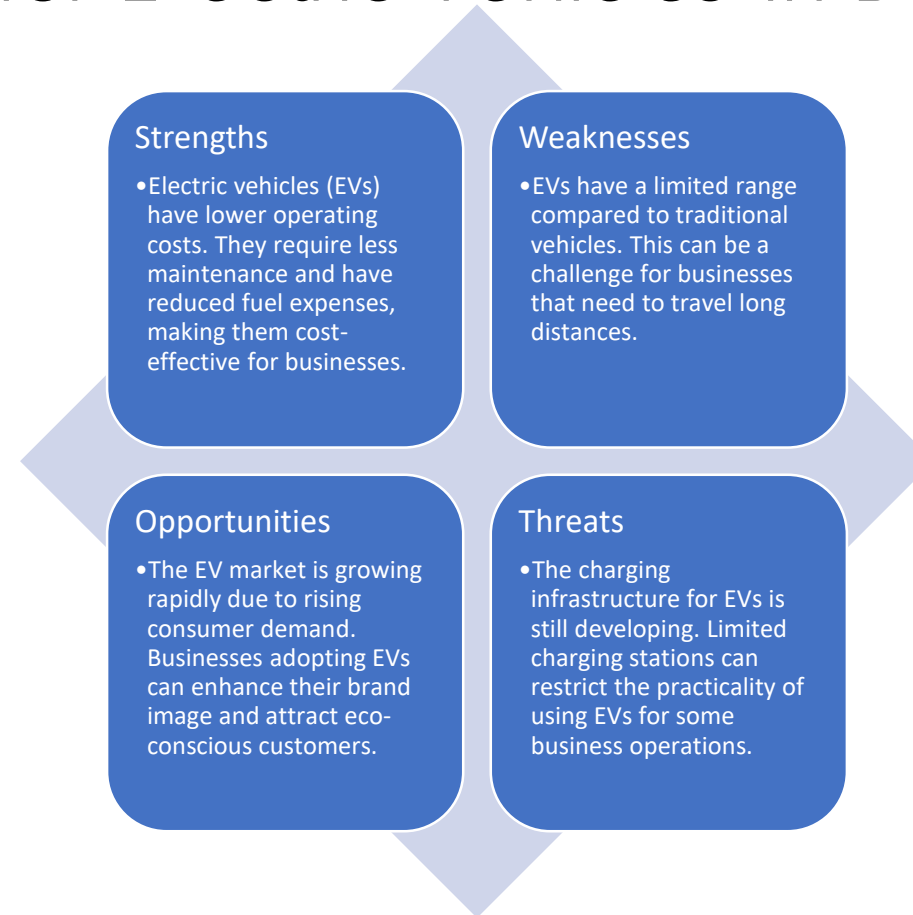 Strengths
•Electric vehicles (EVs)
have lower operating
costs. They require less
maintenance and have
reduced fuel expenses,
making them cost-
effective for businesses.
Weaknesses
•EVs have a limited range
compared to traditional
vehicles. This can be a
challenge for businesses
that need to travel long
distances.
Opportunities
•The EV market is growing
rapidly due to rising
consumer demand.
Businesses adopting EVs
can enhance their brand
image and attract eco-
conscious customers.
Threats
•The charging
infrastructure for EVs is
still developing. Limited
charging stations can
restrict the practicality of
using EVs for some
business operations.